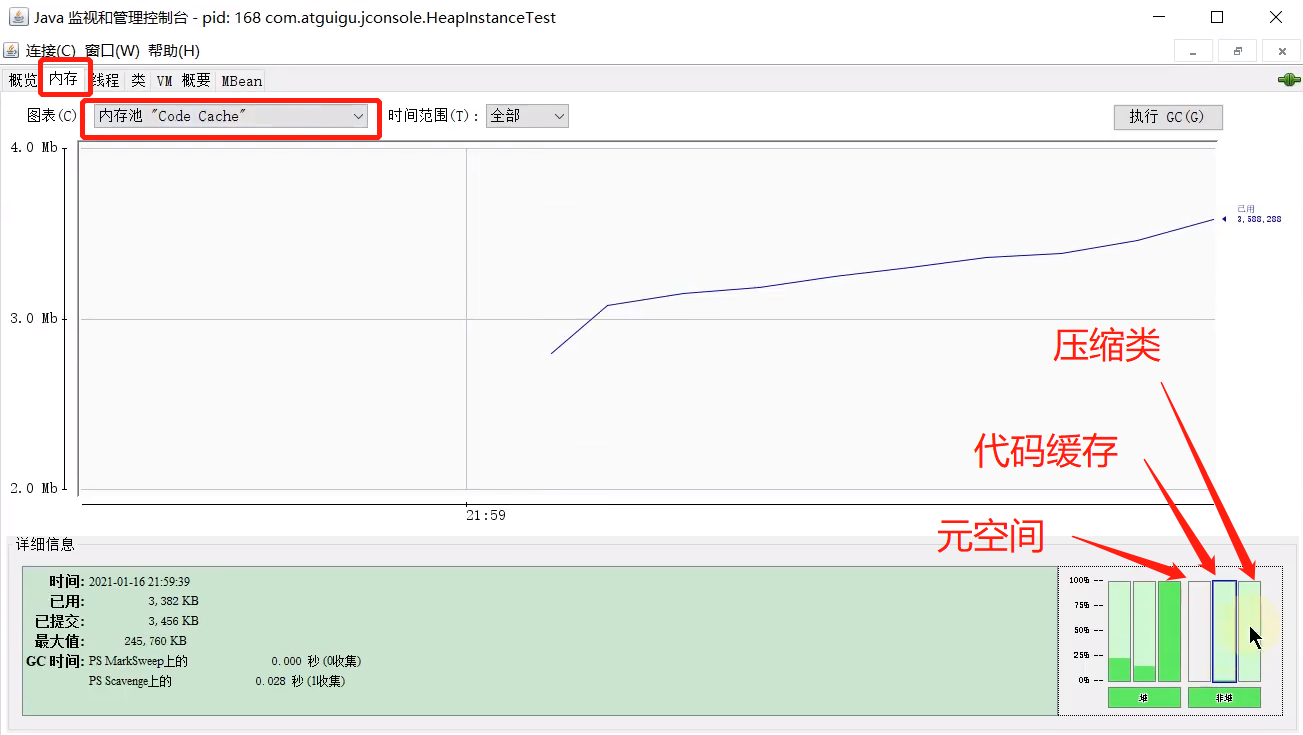 Java 监视和管理控制台 - pid: 168 com.atguigu.jconsole.HeapInstanceTest
连接(C) 窗口(W) 帮助(H)
概览 内存 线程 类 VM 概要 MBean
图表(C) 内存池 "Code Cache" 时间范围(T): 全部 执行 GC(G)
4.0 Mb
已用
3,588,288
3.0 Mb
压缩类
代码缓存
2.0 Mb
21:59
元空间
详细信息
时间: 2021-01-16 21:59:39
已用: 3,382 KB
已提交: 3,456 KB
最大值: 245,760 KB
GC 时间: PS MarkSweep上的 0.000 秒 (0收集)
PS Scavenge上的 0.028 秒 (1收集)
100% --
75% --
50% --
25% --
0% --
堆 非堆